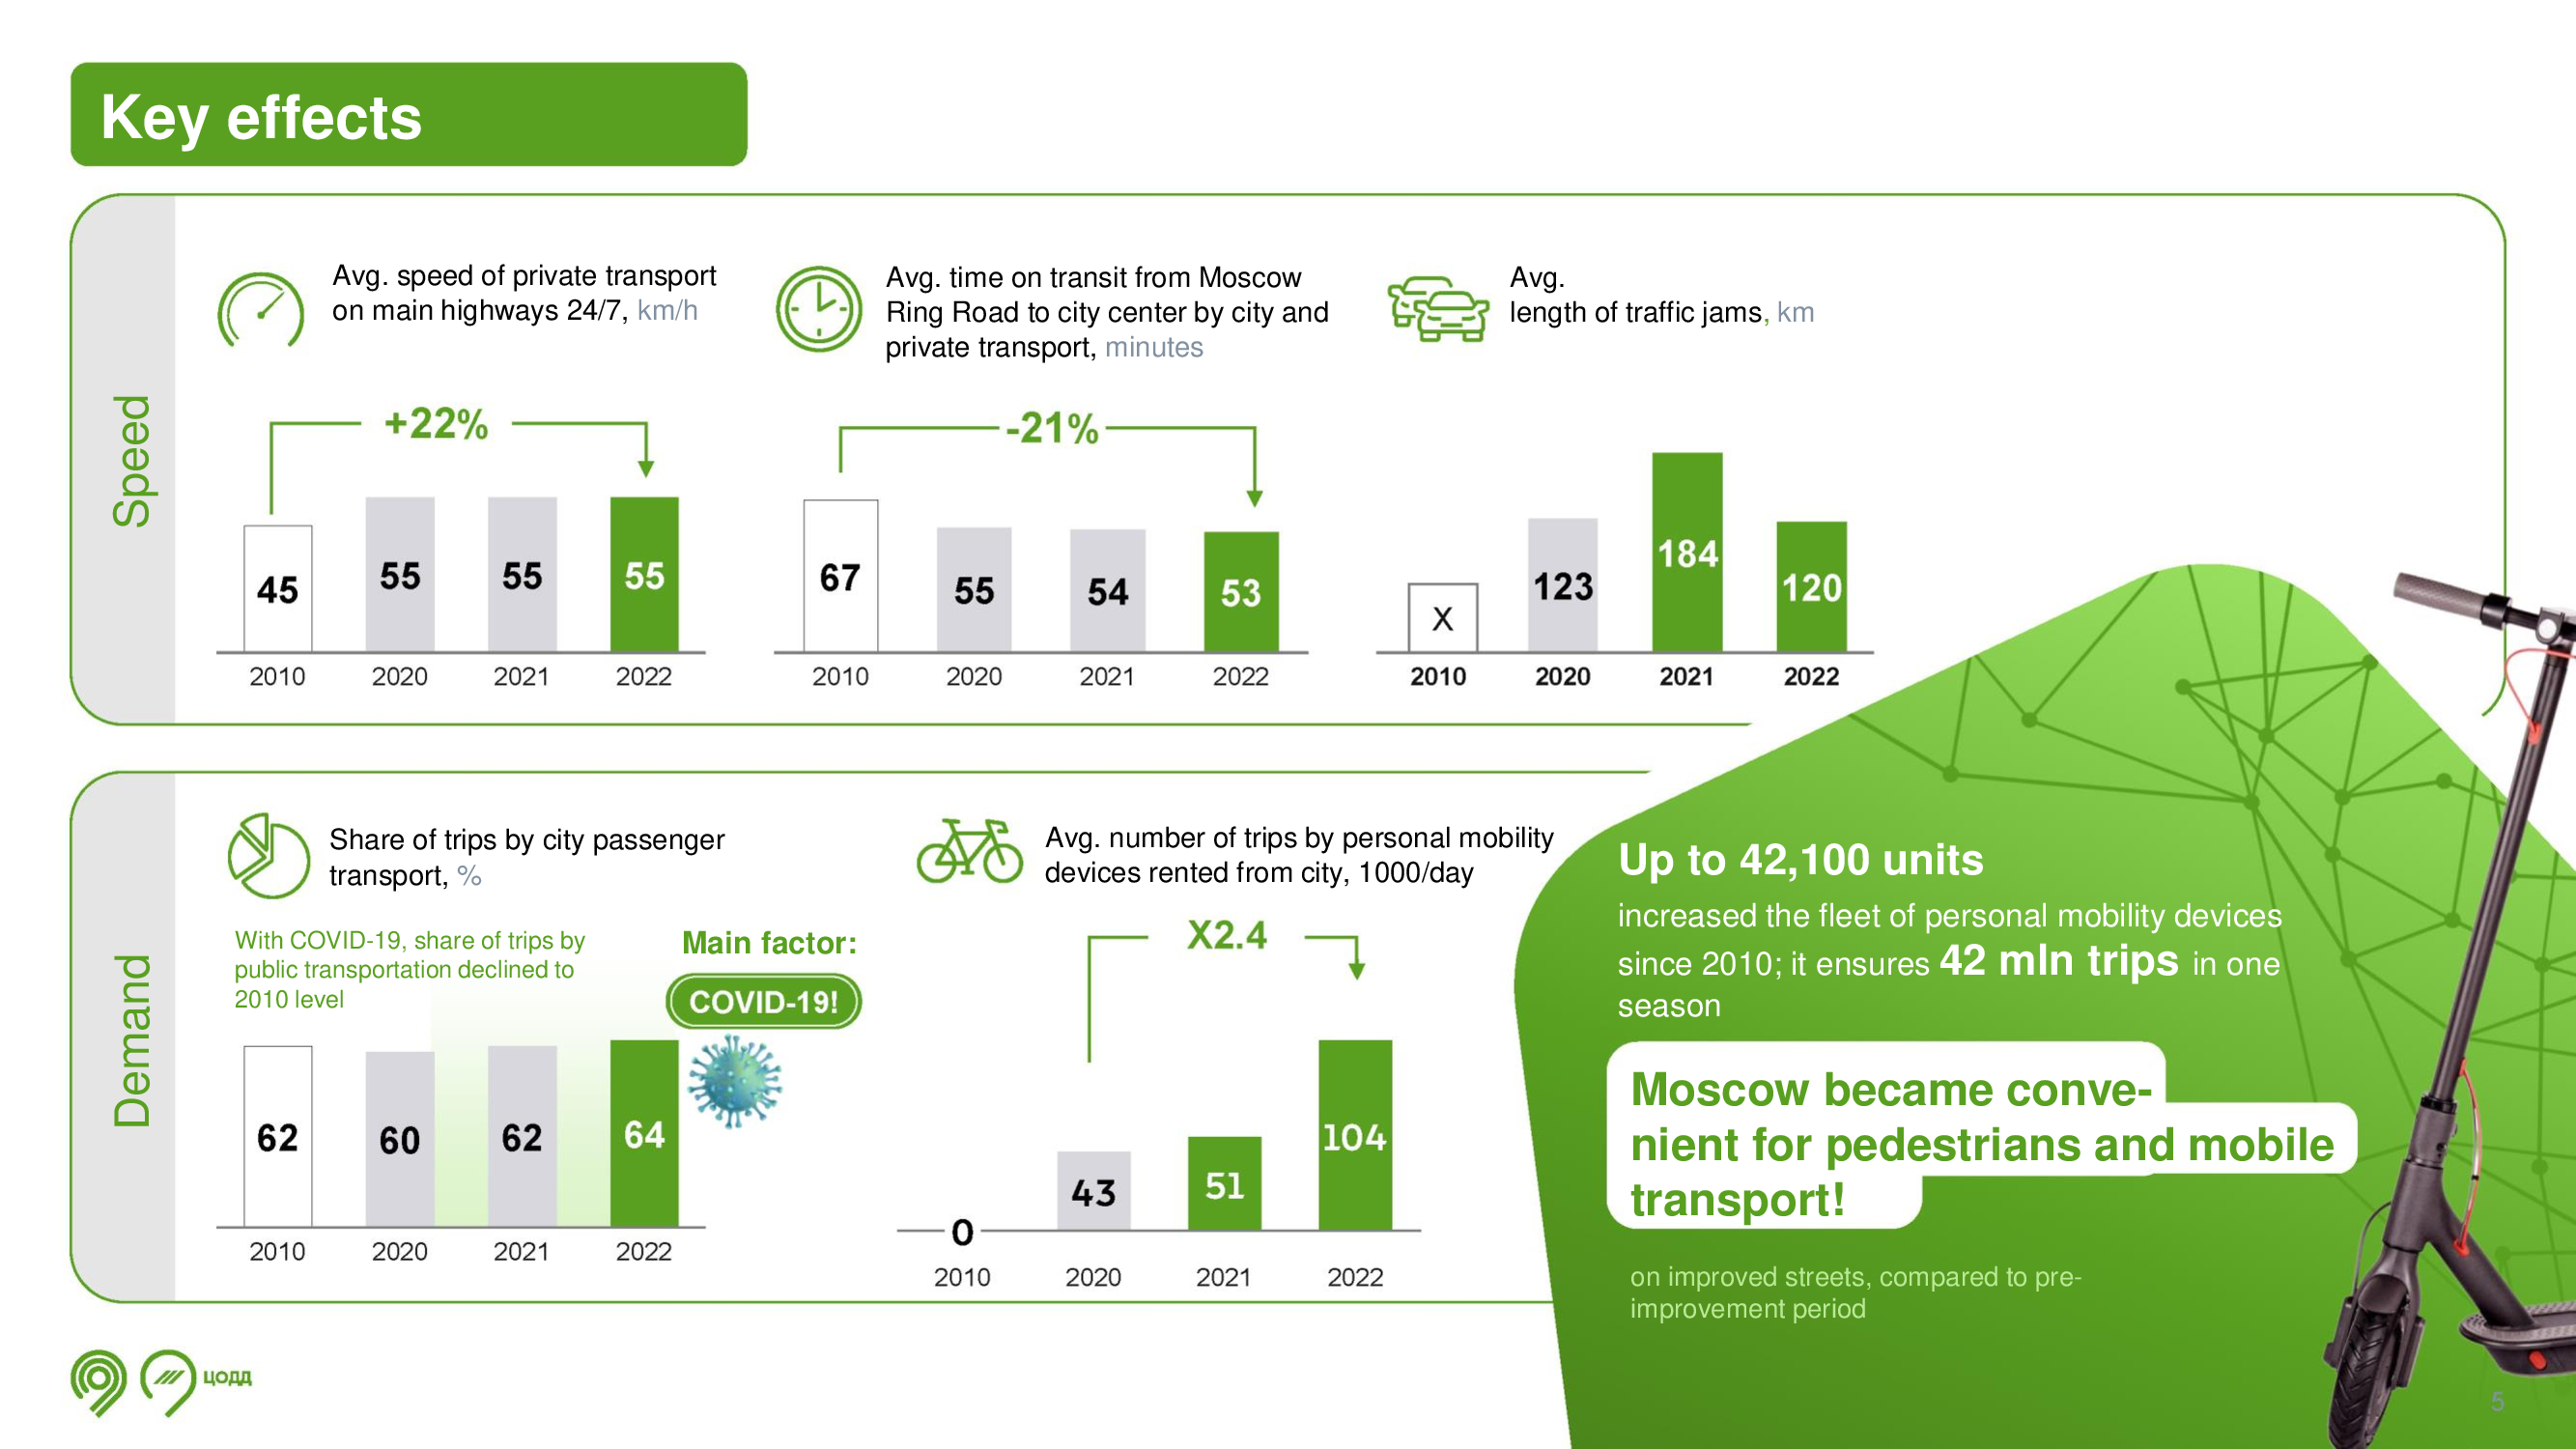 Key effects
Speed
Avg. speed of private transport
on main highways 24/7, km/h
+22%
45
55
55
55
2010
2020
2021
2022
Avg. time on transit from Moscow
Ring Road to city center by city and
private transport, minutes
-21%
67
55
54
53
2010
2020
2021
2022
Avg.
length of traffic jams, km
X
123
184
120
2010
2020
2021
2022
Demand
Share of trips by city passenger
transport, %
With COVID-19, share of trips by
public transportation declined to
2010 level
Main factor:
COVID-19!
62
60
62
64
2010
2020
2021
2022
Avg. number of trips by personal mobility
devices rented from city, 1000/day
X2.4
0
43
51
104
2010
2020
2021
2022
Up to 42,100 units
increased the fleet of personal mobility devices
since 2010; it ensures 42 mln trips in one
season
Moscow became conve-
nient for pedestrians and mobile
transport!
on improved streets, compared to pre-
improvement period
цодд
5